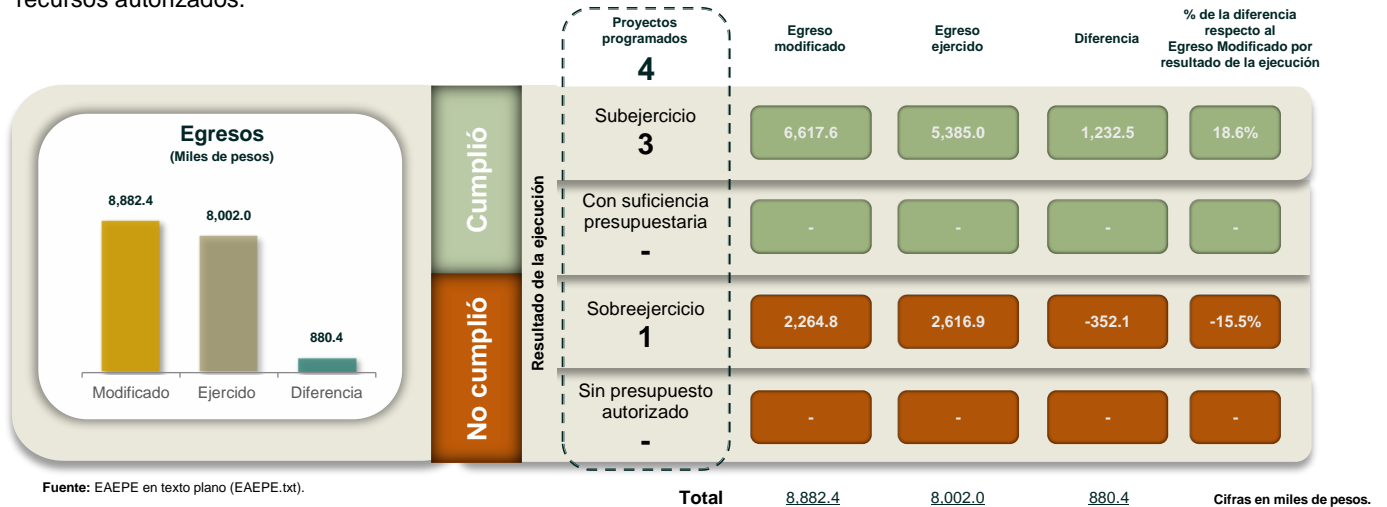 recursos autorizados.
Proyectos
programados
4
Egreso
modificado
Egreso
ejercido
Diferencia
% de la diferencia
respecto al
Egreso Modificado por
resultado de la ejecución
Egresos
(Miles de pesos)
8,882.4
8,002.0
880.4
Modificado
Ejercido
Diferencia
Cumplió
No cumplió
Resultado de la ejecución
Subejercicio
3
6,617.6
5,385.0
1,232.5
18.6%
Con suficiencia
presupuestaria
-
-
-
-
-
Sobreejercicio
1
2,264.8
2,616.9
-352.1
-15.5%
Sin presupuesto
autorizado
-
-
-
-
-
Fuente: EAEPE en texto plano (EAEPE.txt).
Total
8,882.4
8,002.0
880.4
Cifras en miles de pesos.